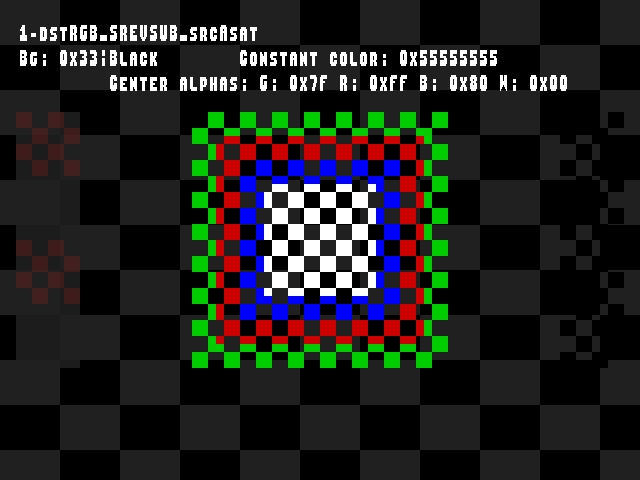 1-dstRGB_SREVSUB_srcAsat
Bg: 0x33¦Black Constant color: 0x55555555
Center alphas: G: 0x7f R: 0xff B: 0x80 W: 0x00